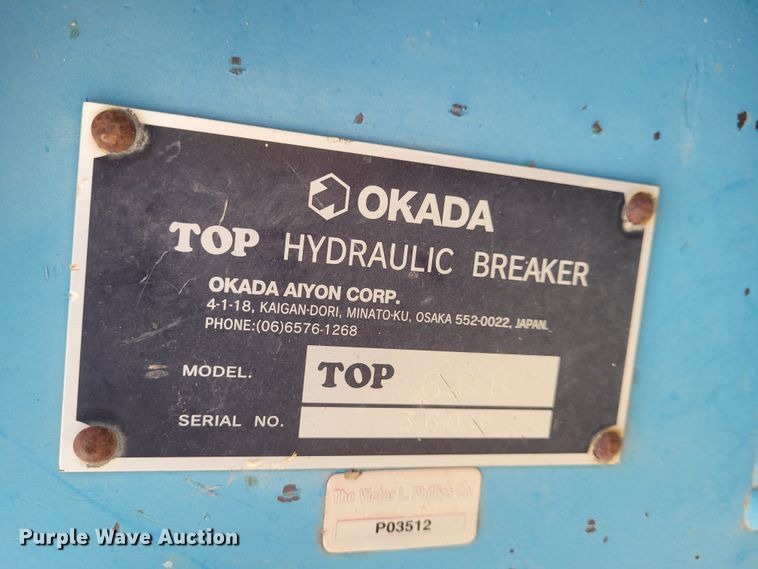 OKADA
TOP HYDRAULIC BREAKER
OKADA AIYON CORP.
4-1-18, KAIGAN-DORI, MINATO-KU, OSAKA 552-0022, JAPAN.
PHONE:(06)6576-1268
MODEL. TOP
SERIAL NO.
The Victor L. Phillips Co.
P03512
Purple Wave Auction